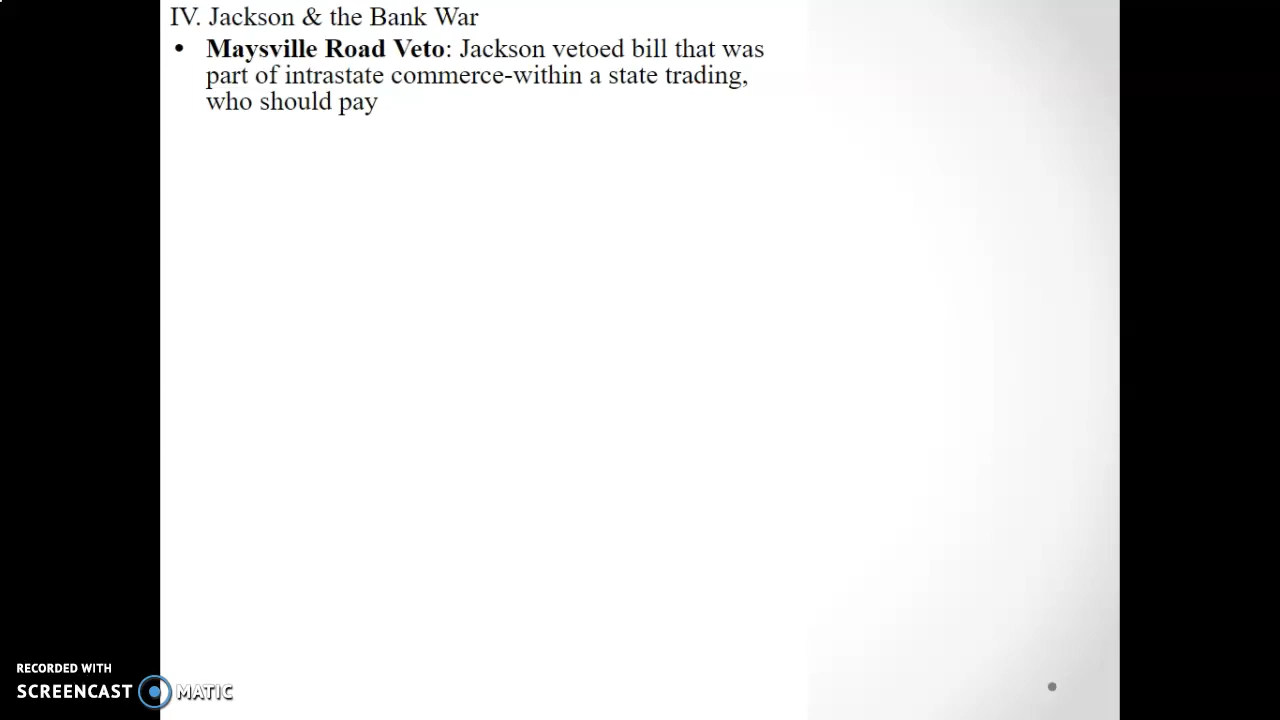 IV. Jackson & the Bank War
• Maysville Road Veto: Jackson vetoed bill that was
part of intrastate commerce-within a state trading,
who should pay
RECORDED WITH
SCREENCAST MATIC